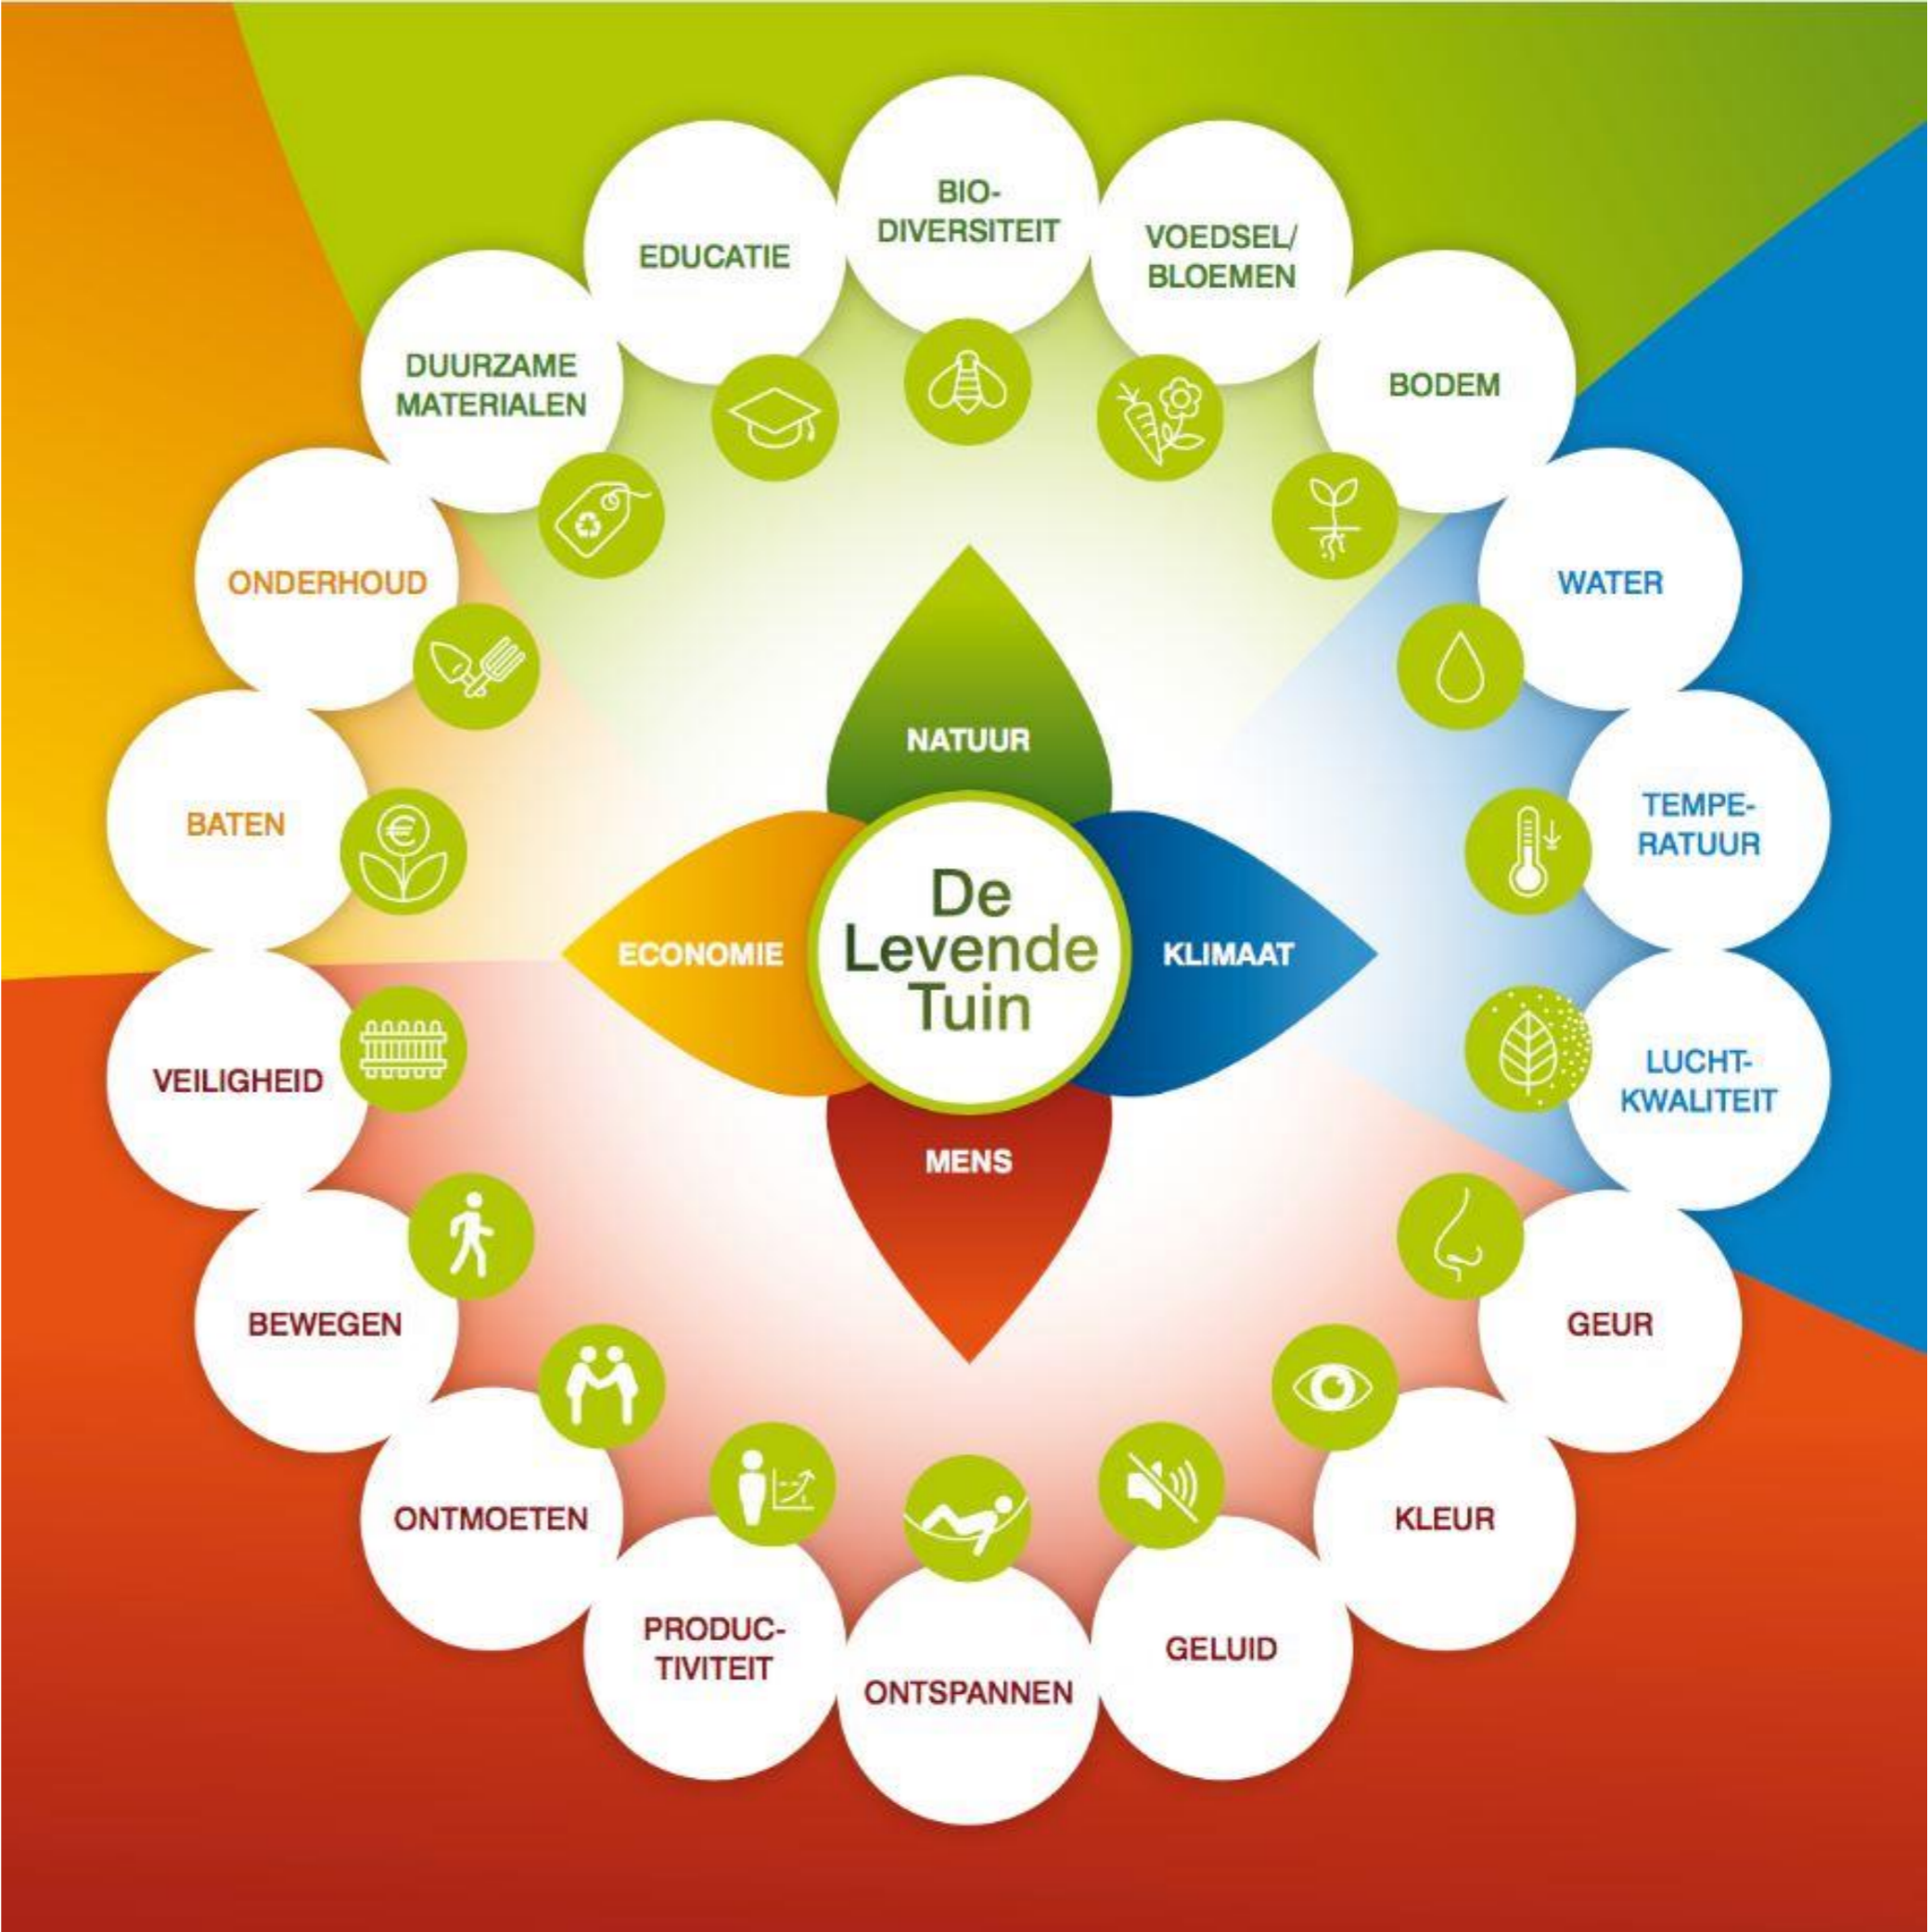 BIO-
DIVERSITEIT
VOEDSEL/
BLOEMEN
BODEM
WATER
TEMPE-
RATUUR
LUCHT-
KWALITEIT
GEUR
KLEUR
GELUID
ONTSPANNEN
PRODUC-
TIVITEIT
ONTMOETEN
BEWEGEN
VEILIGHEID
BATEN
€
ONDERHOUD
DUURZAME
MATERIALEN
EDUCATIE
NATUUR
KLIMAAT
MENS
ECONOMIE
De
Levende
Tuin